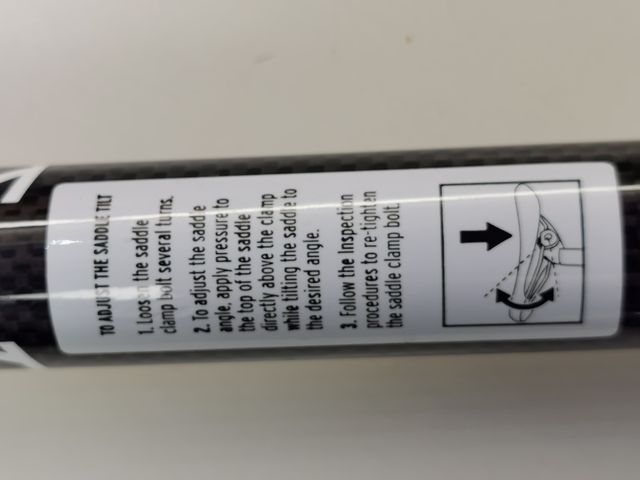 TO ADJUST THE SADDLE TILT
1. Loosen the saddle
clamp bolt several turns.
2. To adjust the saddle
angle, apply pressure to
the top of the saddle
directly above the clamp
while tilting the saddle to
the desired angle.
3. Follow the Inspection
procedures to re-tighten
the saddle clamp bolt.